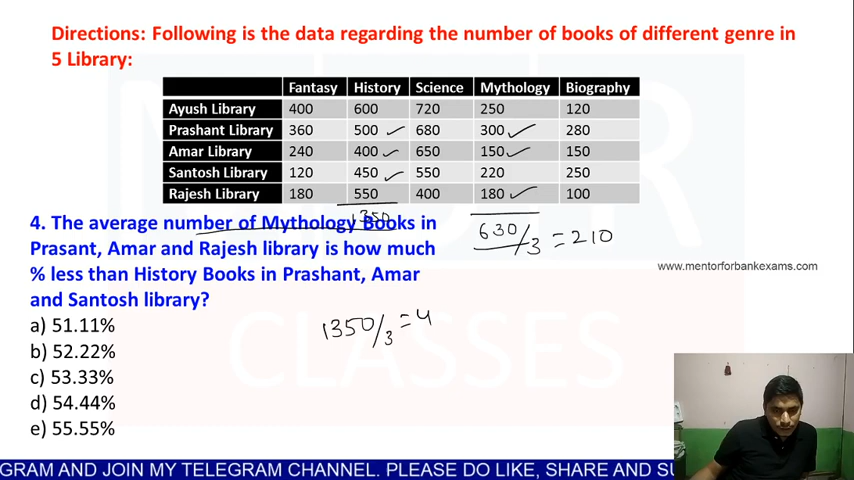 Directions: Following is the data regarding the number of books of different genre in
5 Library:
Fantasy History Science Mythology Biography
Ayush Library 400 600 720 250 120
Prashant Library 360 500 680 300 280
Amar Library 240 400 650 150 150
Santosh Library 120 450 550 220 250
Rajesh Library 180 550 400 180 100
1350
630/3 = 210
4. The average number of Mythology Books in
Prasant, Amar and Rajesh library is how much
% less than History Books in Prashant, Amar
and Santosh library?
www.mentorforbankexams.com
1350/3 = 4
a) 51.11%
b) 52.22%
c) 53.33%
d) 54.44%
e) 55.55%
CLASSES
GRAM AND JOIN MY TELEGRAM CHANNEL. PLEASE DO LIKE, SHARE AND SU